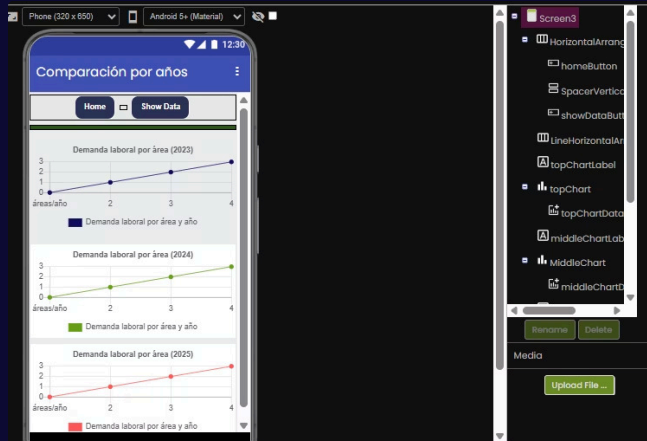 Phone (320 x 650)
Android 5+ (Material)
12:30
Comparación por años
Home
Show Data
Demanda laboral por área (2023)
3
2
1
0
áreas/año 2 3 4
Demanda laboral por área y año
Demanda laboral por área (2024)
3
2
1
0
áreas/año 2 3 4
Demanda laboral por área y año
Demanda laboral por área (2025)
3
2
1
0
áreas/año 2 3 4
Demanda laboral por área y año
Screen3
HorizontalArrang
homeButton
SpacerVertica
showDataButt
LineHorizontalAr
topChartLabel
topChart
topChartData
middleChartLab
MiddleChart
middleChartD
Rename
Delete
Media
Upload File ...